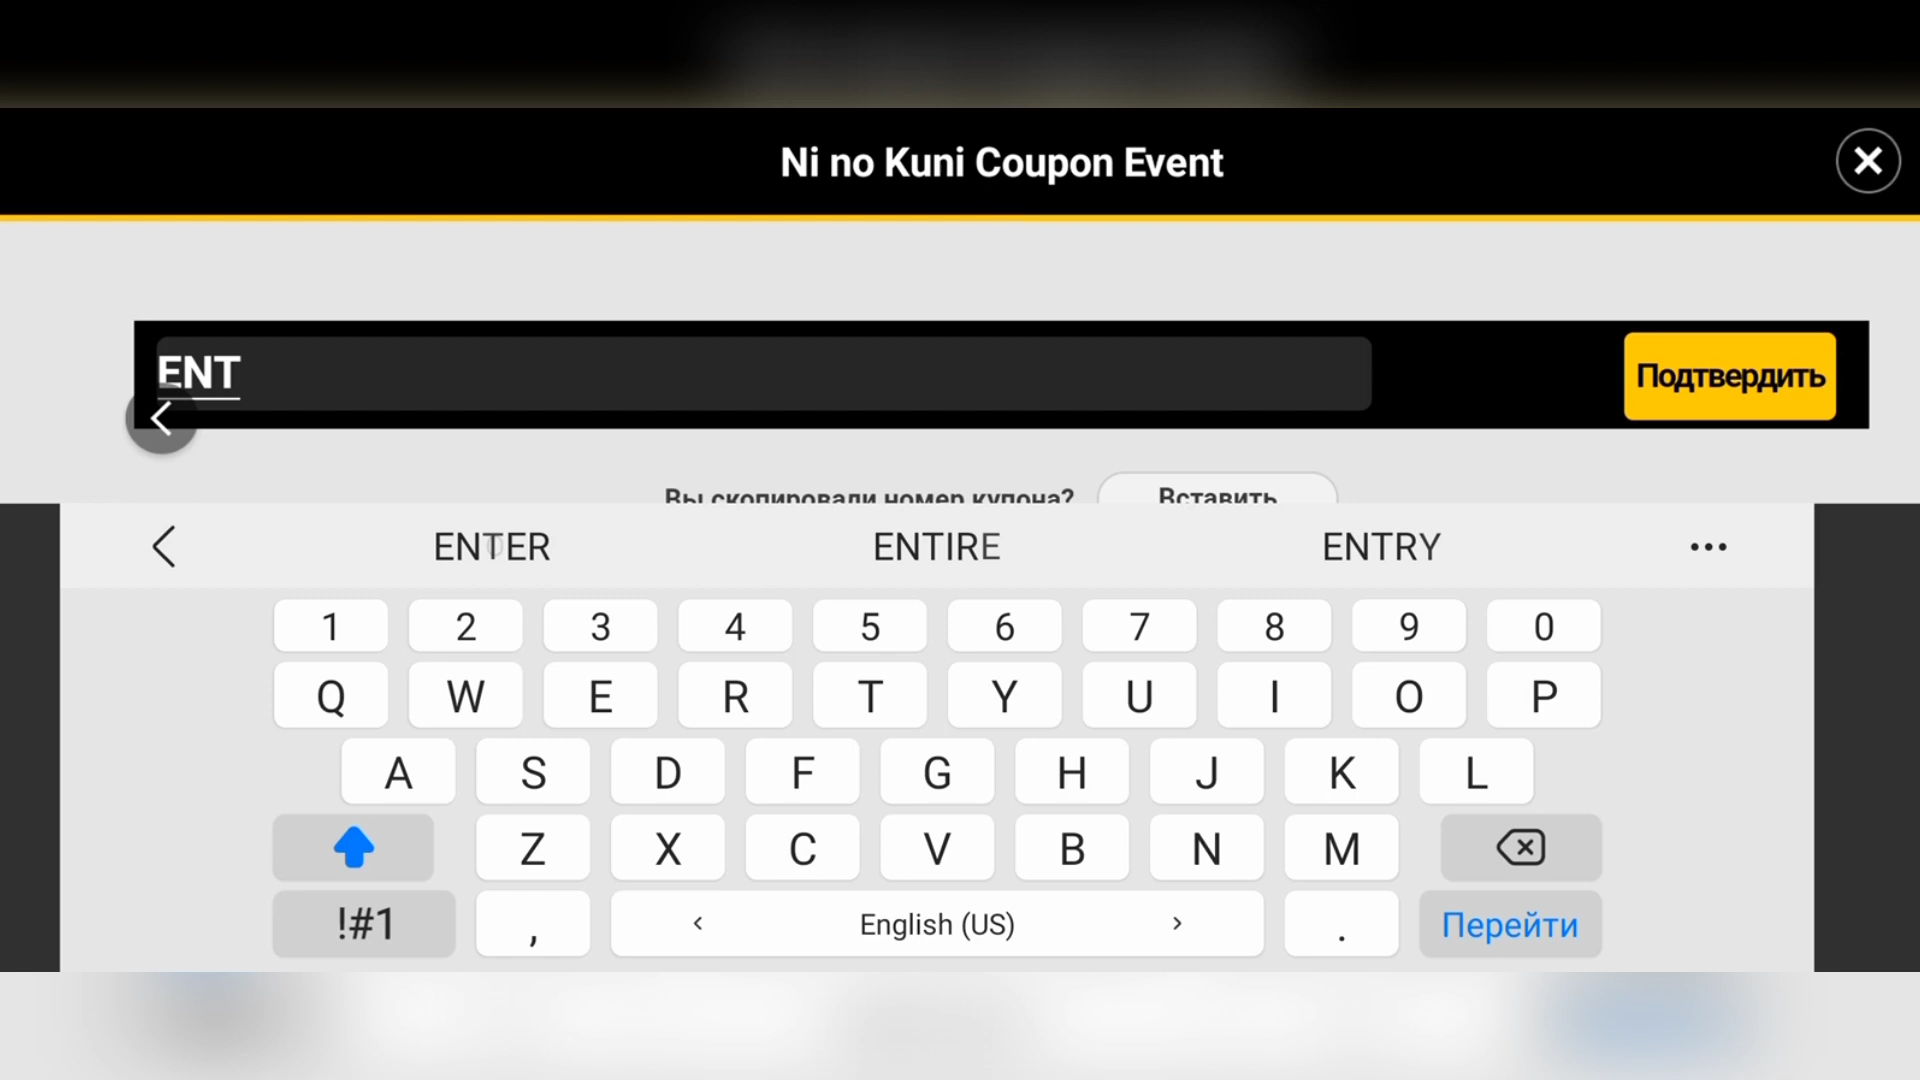 Ni no Kuni Coupon Event
ENT
Подтвердить
Вы скопировали номер купона? Вставить
ENTER ENTIRE ENTRY
1 2 3 4 5 6 7 8 9 0
Q W E R T Y U I O P
A S D F G H J K L
Z X C V B N M
!#1 , < English (US) > . Перейти